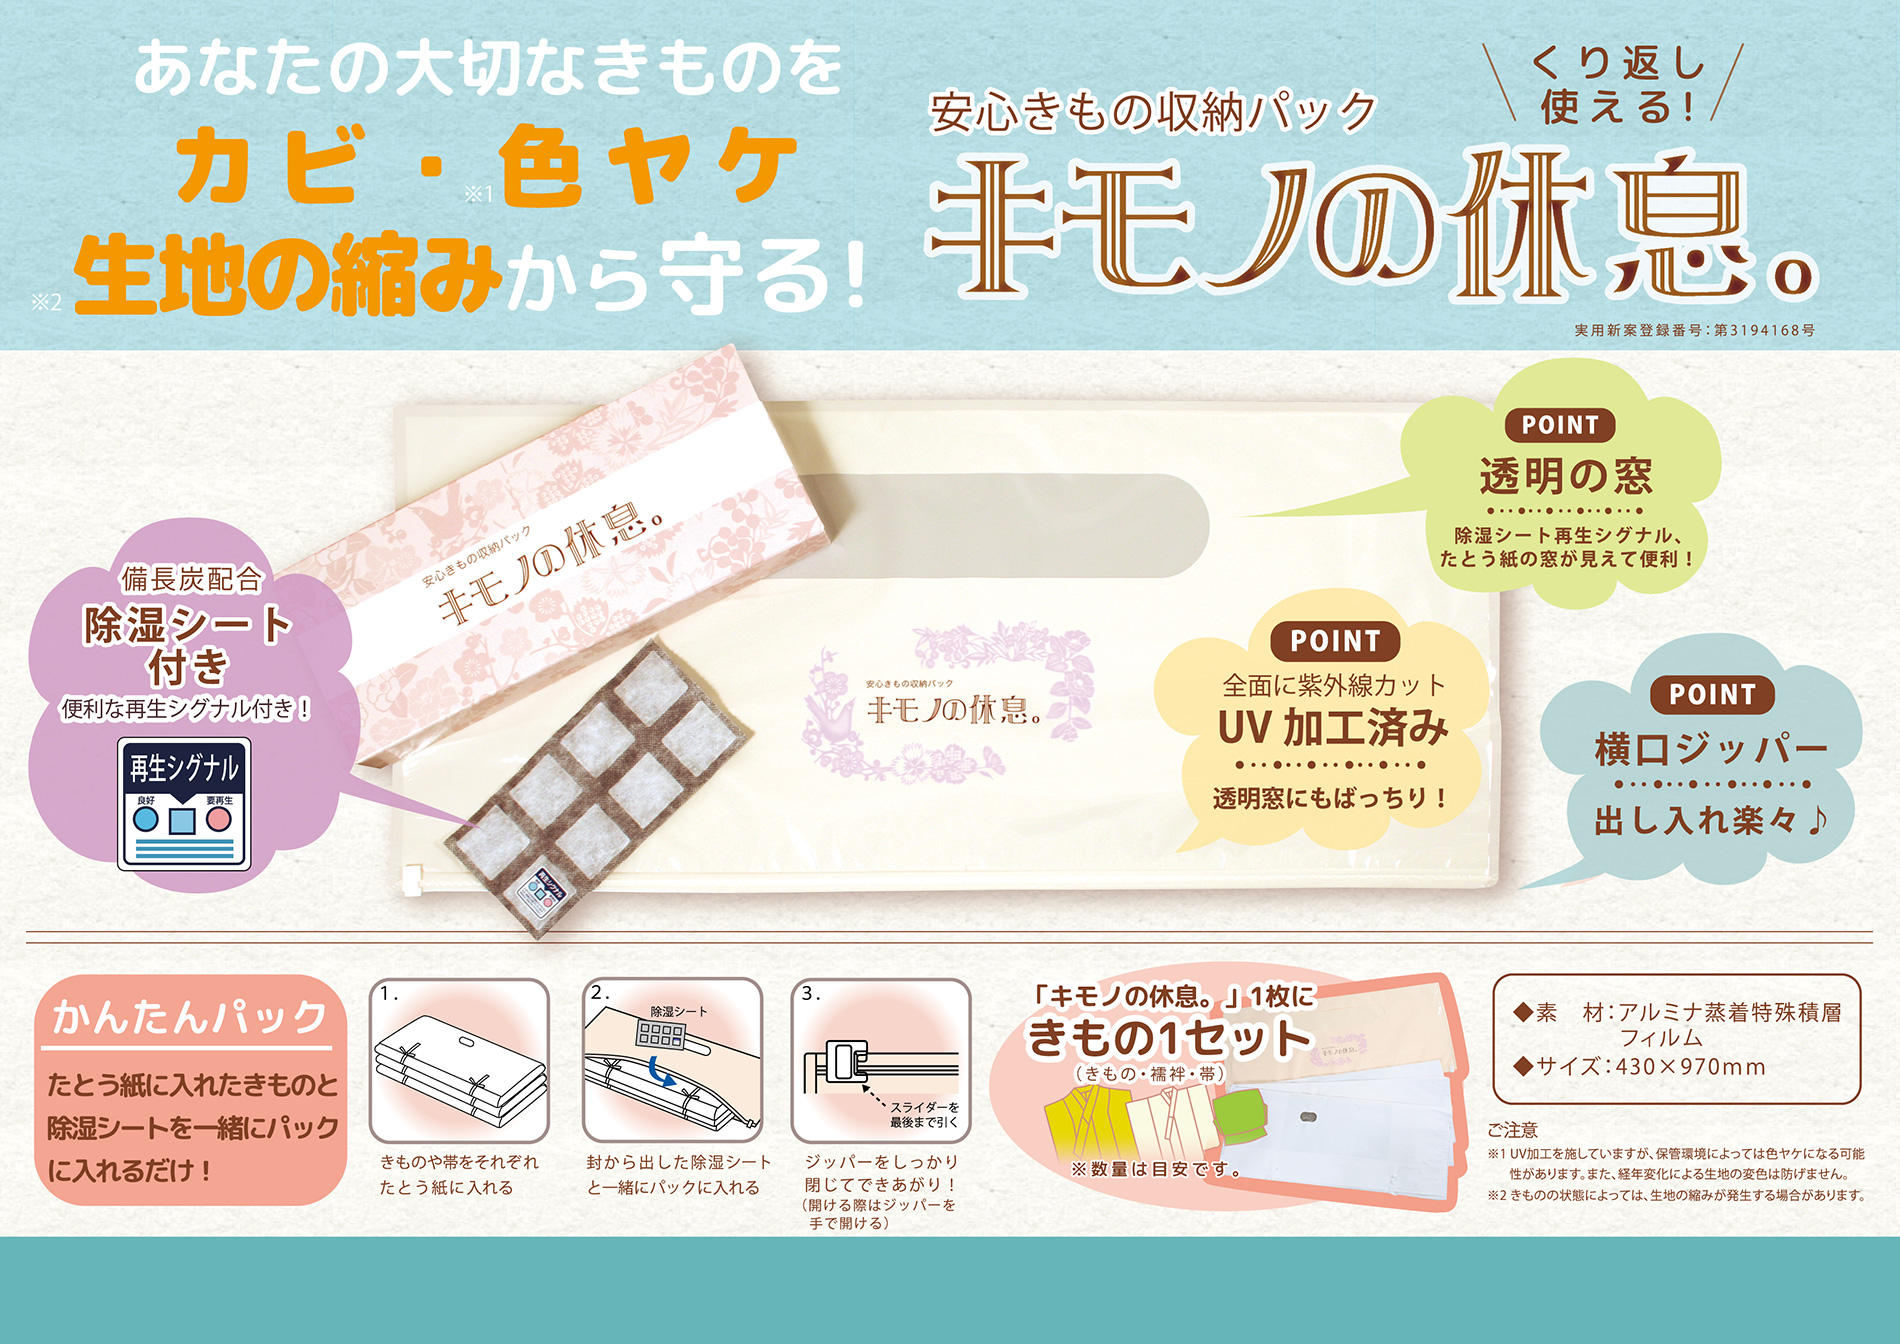 あなたの大切なきものを
カビ・※1色ヤケ
※2生地の縮みから守る!
くり返し
使える!
安心きもの収納パック
キモノの休息。
実用新案登録番号:第3194168号
安心きもの収納パック
キモノの休息。
安心きもの収納パック
キモノの休息。
POINT
透明の窓
除湿シート再生シグナル、
たとう紙の窓が見えて便利!
備長炭配合
除湿シート
付き
便利な再生シグナル付き!
再生シグナル
良好 要再生
再生シグナル
POINT
全面に紫外線カット
UV 加工済み
透明窓にもばっちり!
POINT
横口ジッパー
出し入れ楽々♪
かんたんパック
たとう紙に入れたきものと
除湿シートを一緒にパック
に入れるだけ!
1.
きものや帯をそれぞれ
たとう紙に入れる
2.
除湿シート
封から出した除湿シート
と一緒にパックに入れる
3.
スライダーを
最後まで引く
ジッパーをしっかり
閉じてできあがり!
(開ける際はジッパーを
手で開ける)
「キモノの休息。」1枚に
きもの1セット
(きもの・襦袢・帯)
キモノの休息。
※数量は目安です。
◆素 材:アルミナ蒸着特殊積層
フィルム
◆サイズ:430×970mm
ご注意
※1 UV加工を施していますが、保管環境によっては色ヤケになる可能
性があります。また、経年変化による生地の変色は防げません。
※2 きものの状態によっては、生地の縮みが発生する場合があります。